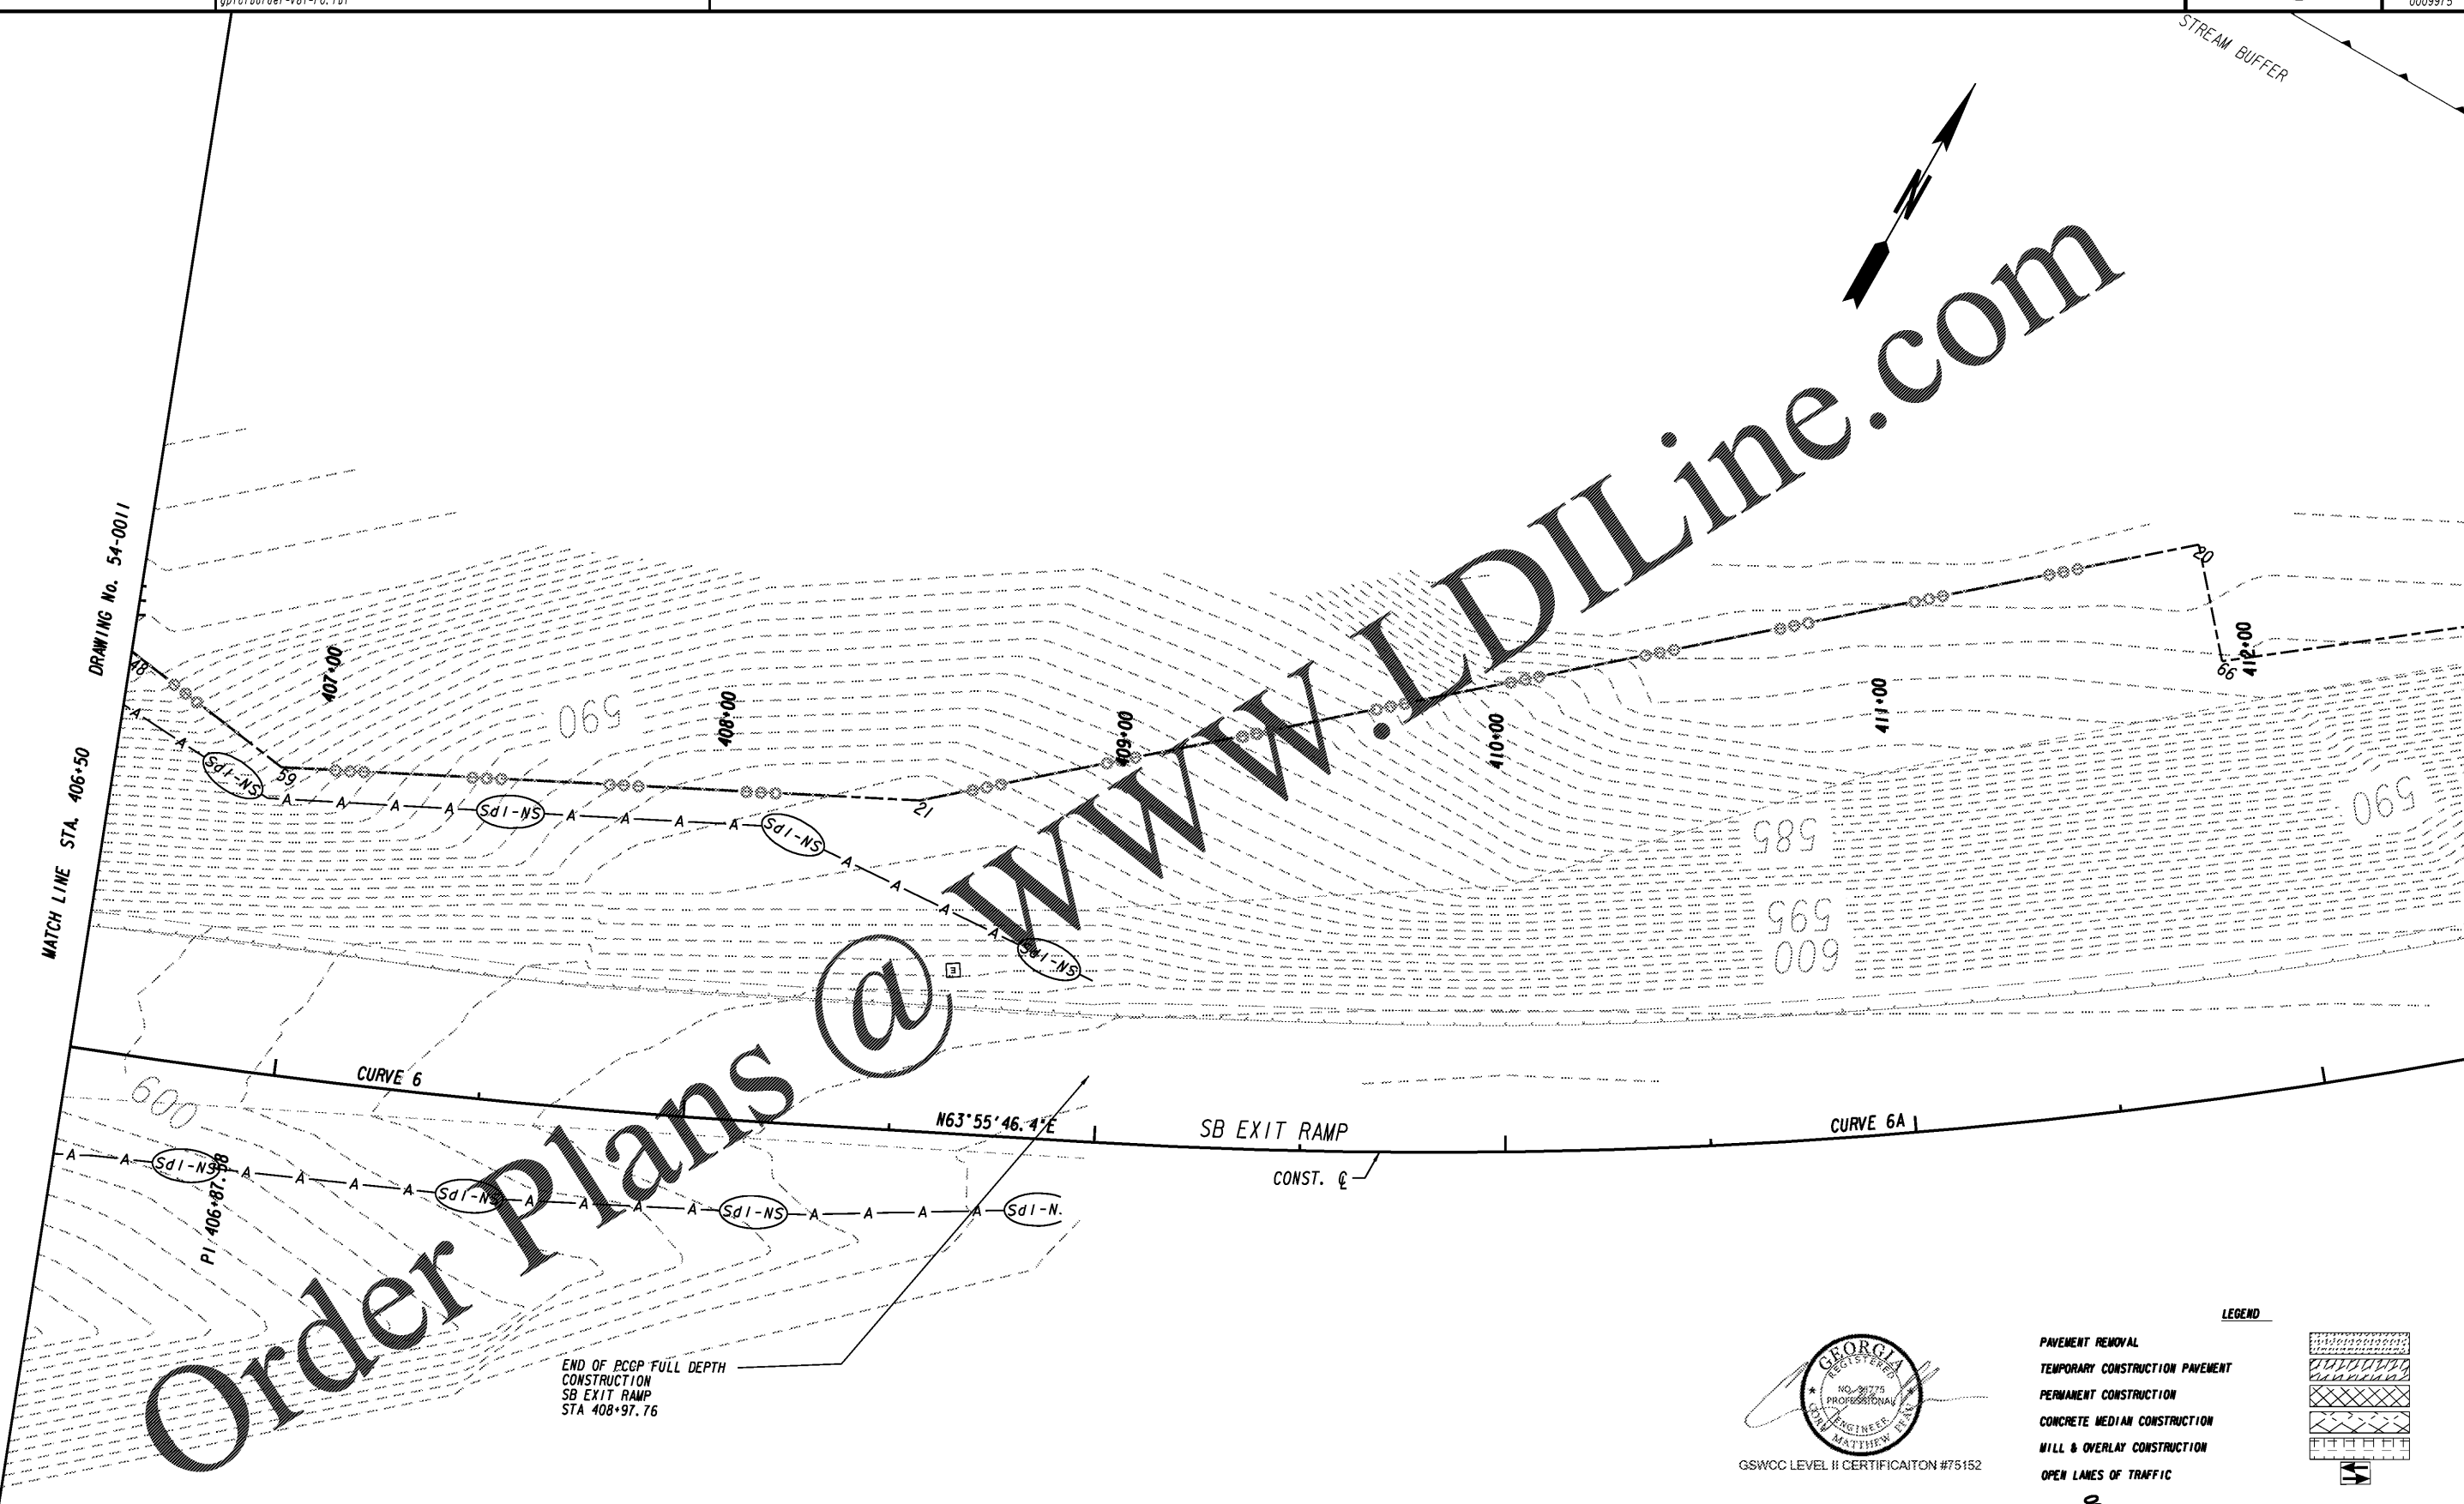 0009975
STREAM BUFFER
N
DRAWING No. 54-0011
MATCH LINE STA. 406+50
48
59
21
20
66
407+00
408+00
409+00
410+00
411+00
412+00
590
585
590
595
600
600
Sd1-NS
Sd1-NS
Sd1-NS
Sd1-NS
A
A
A A A A
A A A A
A A A A
E
CURVE 6
N63°55'46.4"E
SB EXIT RAMP
CURVE 6A
CONST. ℄
A A
Sd1-NS
A A A A
Sd1-NS
A A A A
Sd1-NS
A A A A
Sd1-N
PI 406+87.58
END OF PCCP FULL DEPTH
CONSTRUCTION
SB EXIT RAMP
STA 408+97.76
Order Plans @ WWW.LDILine.com
GEORGIA
REGISTERED
PROFESSIONAL
ENGINEER
MATTHEW
GSWCC LEVEL II CERTIFICAITON #75152
LEGEND
PAVEMENT REMOVAL
TEMPORARY CONSTRUCTION PAVEMENT
PERMANENT CONSTRUCTION
CONCRETE MEDIAN CONSTRUCTION
MILL & OVERLAY CONSTRUCTION
OPEN LANES OF TRAFFIC